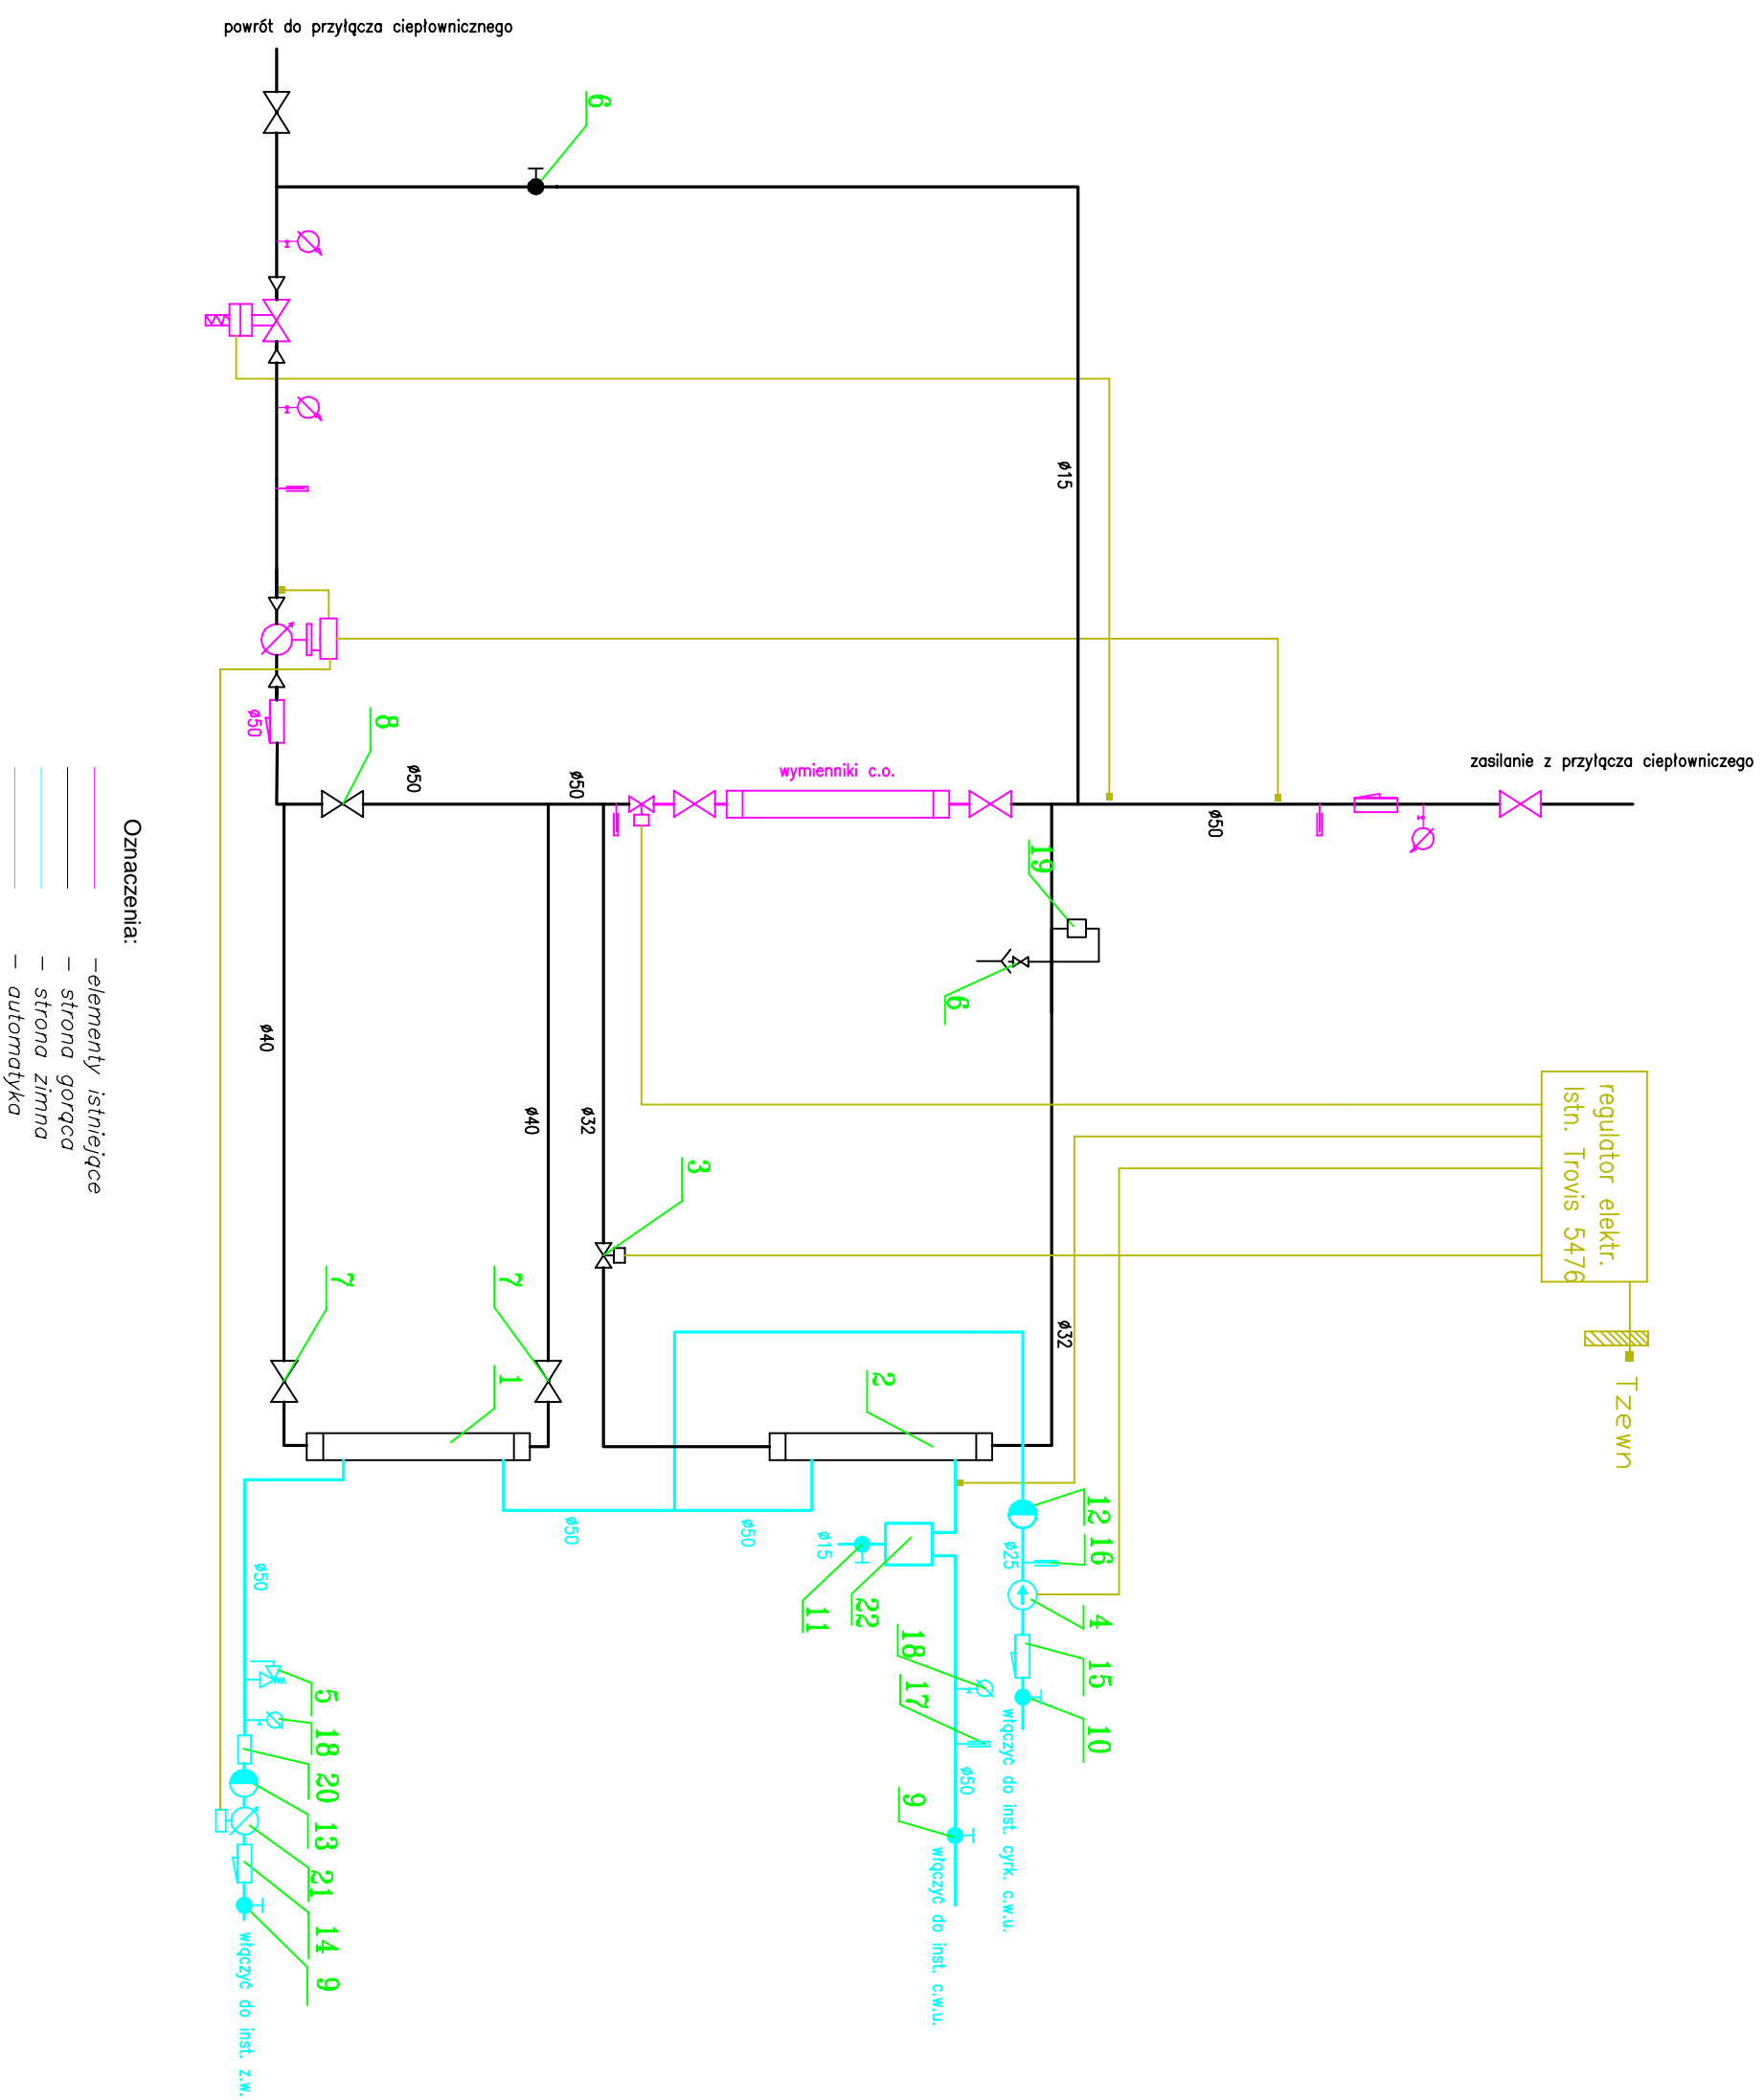 powrót do przyłącza ciepłowniczego
6
ø15
ø50
8
ø50
ø50
wymienniki c.o.
zasilanie z przyłącza ciepłowniczego
ø50
19
6
Oznaczenia:
–elementy istniejące
– strona gorąca
– strona zimna
– automatyka
ø40
ø40
ø32
3
regulator elektr.
Istn. Trovis 5476
Tzewn
7
7
ø32
1
2
12
16
ø50
ø50
ø15
ø25
ø50
11
22
4
18
15
17
10
5
18
20
ø50
9
13
21
14
9
włączyć do inst. cyrk. c.w.u.
włączyć do inst. c.w.u.
włączyć do inst. z.w.